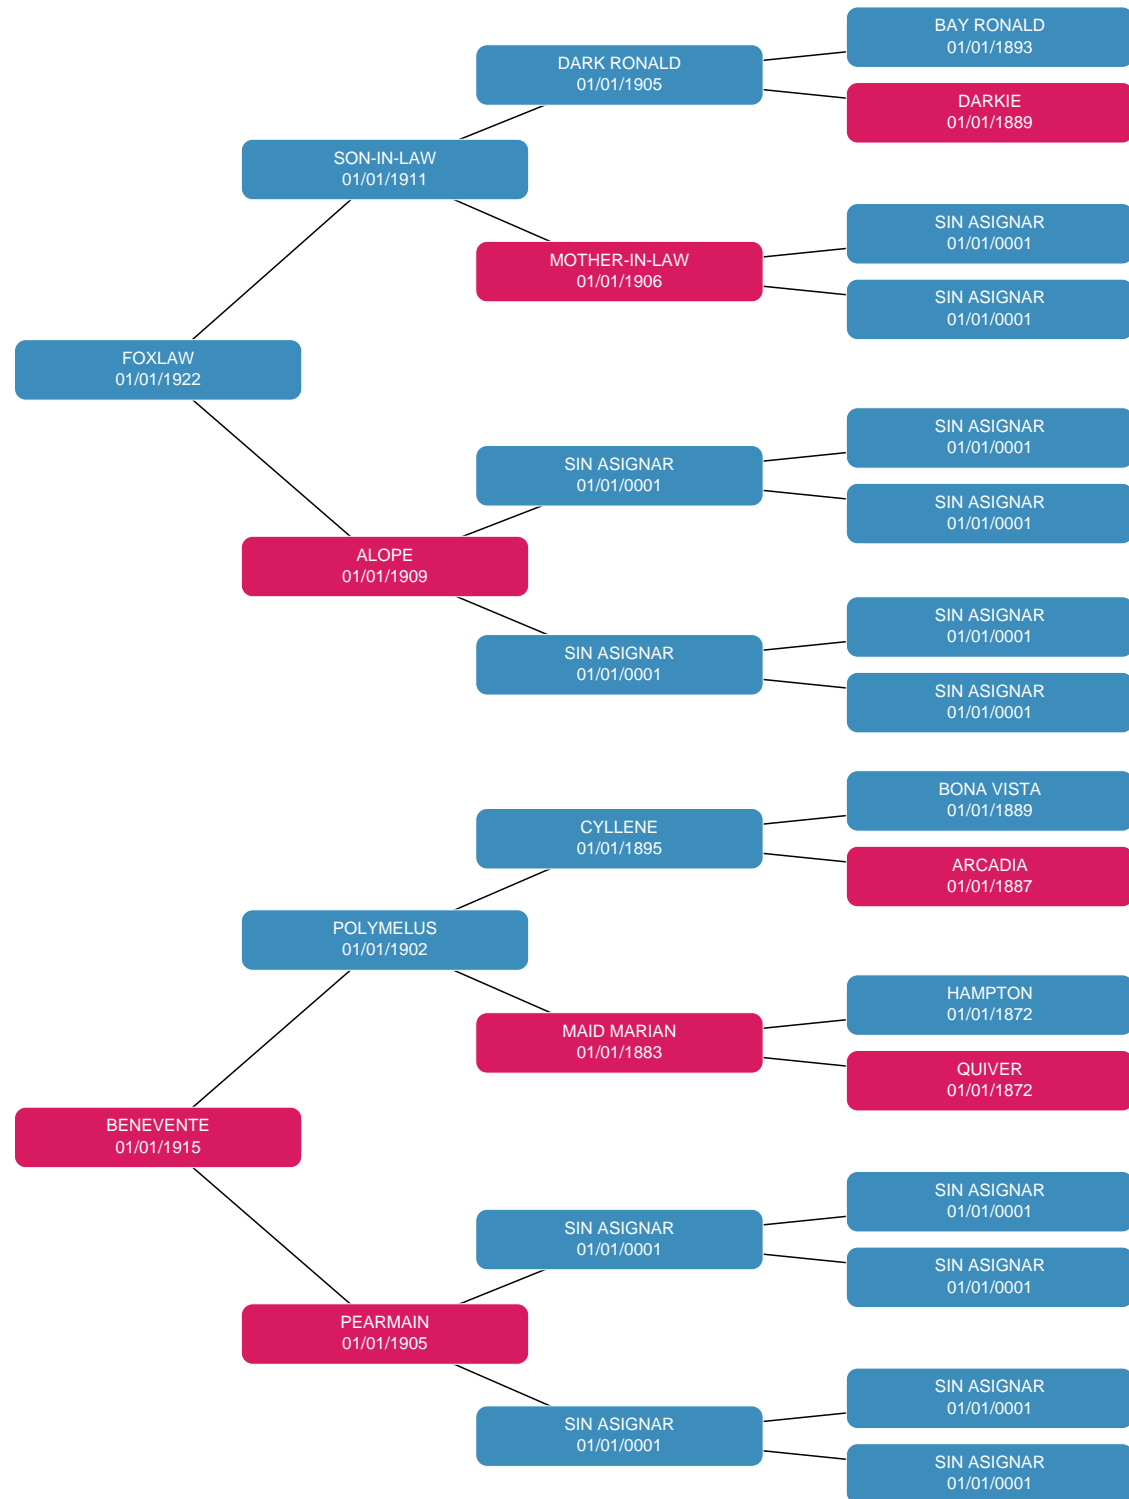 BAY RONALD
01/01/1893
DARK RONALD
01/01/1905
DARKIE
01/01/1889
SON-IN-LAW
01/01/1911
SIN ASIGNAR
01/01/0001
MOTHER-IN-LAW
01/01/1906
SIN ASIGNAR
01/01/0001
FOXLAW
01/01/1922
SIN ASIGNAR
01/01/0001
SIN ASIGNAR
01/01/0001
SIN ASIGNAR
01/01/0001
ALOPE
01/01/1909
SIN ASIGNAR
01/01/0001
SIN ASIGNAR
01/01/0001
SIN ASIGNAR
01/01/0001
BONA VISTA
01/01/1889
CYLLENE
01/01/1895
ARCADIA
01/01/1887
POLYMELUS
01/01/1902
HAMPTON
01/01/1872
MAID MARIAN
01/01/1883
QUIVER
01/01/1872
BENEVENTE
01/01/1915
SIN ASIGNAR
01/01/0001
SIN ASIGNAR
01/01/0001
SIN ASIGNAR
01/01/0001
PEARMAIN
01/01/1905
SIN ASIGNAR
01/01/0001
SIN ASIGNAR
01/01/0001
SIN ASIGNAR
01/01/0001